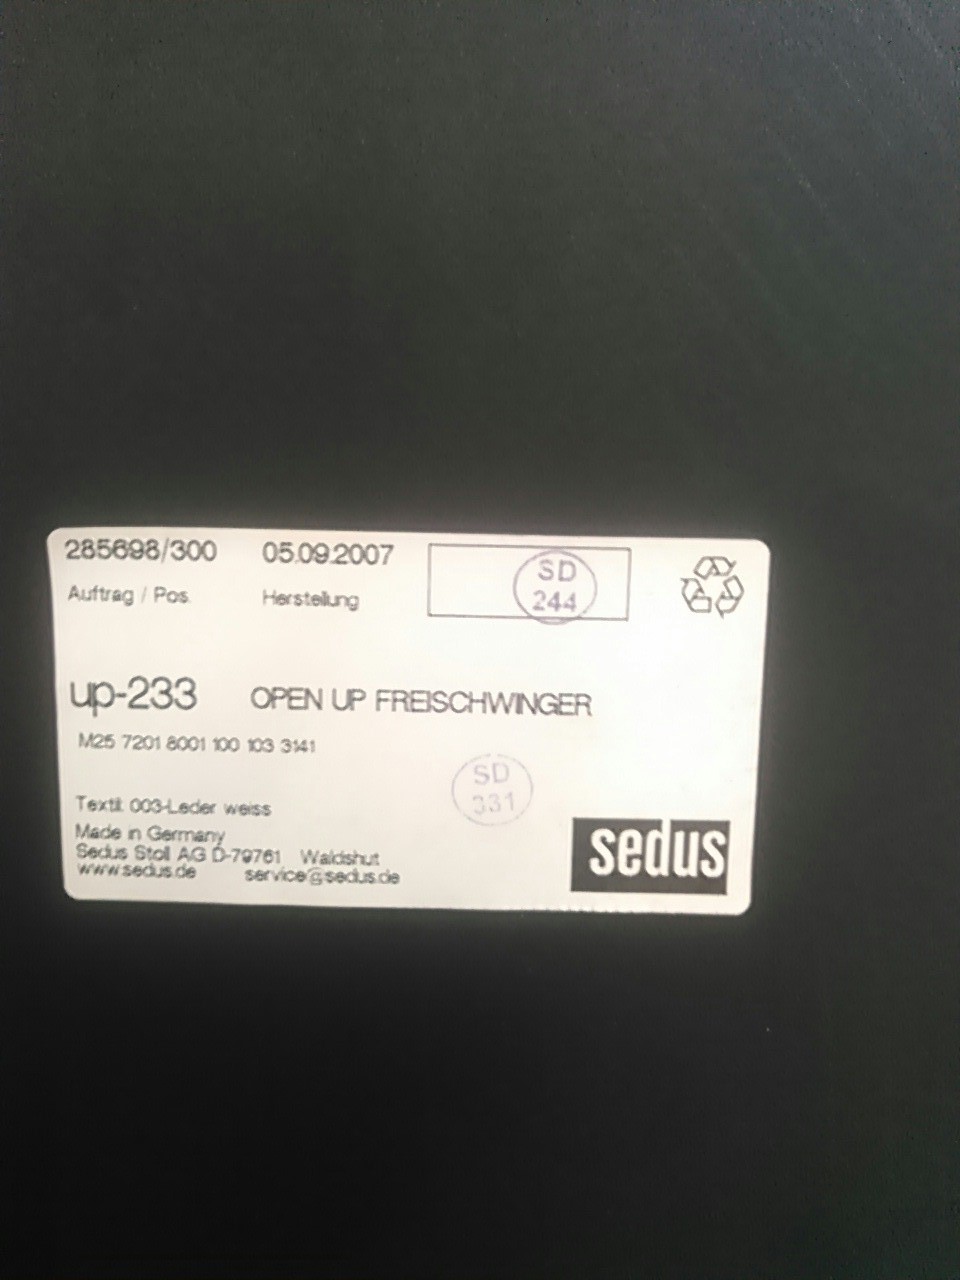 285698/300 05.09.2007
SD
244
Auftrag / Pos. Herstellung
up-233 OPEN UP FREISCHWINGER
M25 7201 8001 100 103 3141
SD
331
Textil: 003-Leder weiss
Made in Germany
Sedus Stoll AG D-79761 Waldshut
www.sedus.de service@sedus.de
sedus